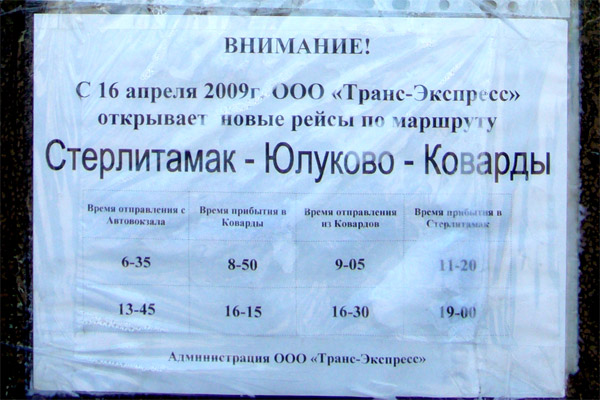 ВНИМАНИЕ!
С 16 апреля 2009г. ООО «Транс-Экспресс»
открывает новые рейсы по маршруту
Стерлитамак - Юлуково - Коварды
Время отправления с Автовокзала Время прибытия в Коварды Время отправления из Ковардов Время прибытия в Стерлитамак
6-35 8-50 9-05 11-20
13-45 16-15 16-30 19-00
Администрация ООО «Транс-Экспресс»